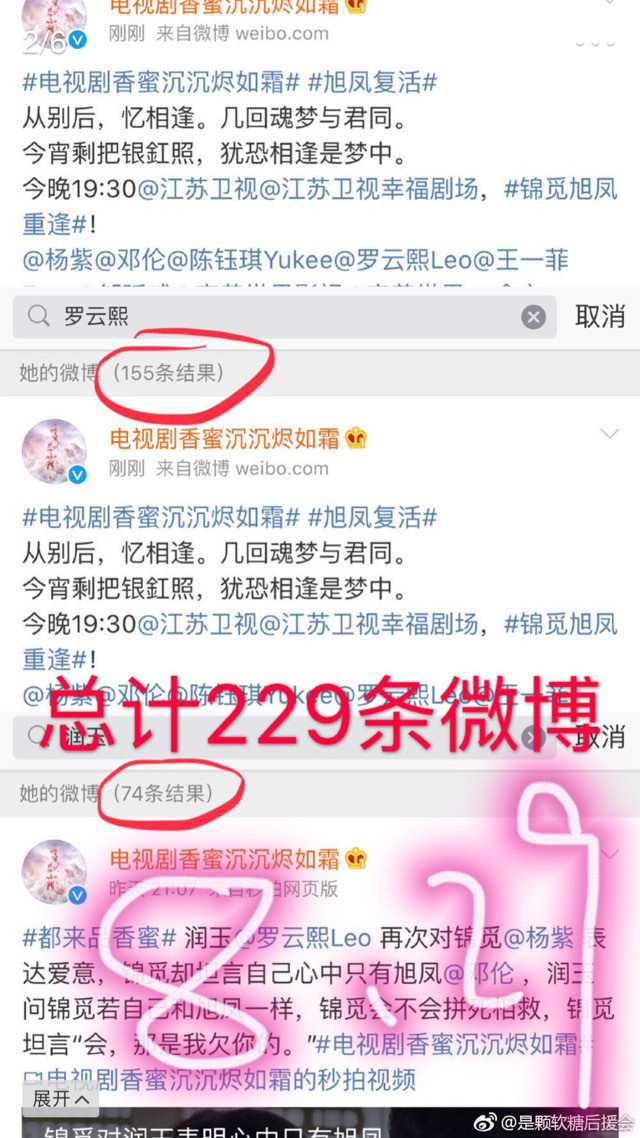 电视剧香蜜沉沉烬如霜
2/6
刚刚 来自微博 weibo.com
#电视剧香蜜沉沉烬如霜# #旭凤复活#
从别后，忆相逢。几回魂梦与君同。
今宵剩把银釭照，犹恐相逢是梦中。
今晚19:30@江苏卫视@江苏卫视幸福剧场，#锦觅旭凤
重逢#！
@杨紫@邓伦@陈钰琪Yukee@罗云熙Leo@王一菲
罗云熙
取消
她的微博（155条结果）
电视剧香蜜沉沉烬如霜
刚刚 来自微博 weibo.com
#电视剧香蜜沉沉烬如霜# #旭凤复活#
从别后，忆相逢。几回魂梦与君同。
今宵剩把银釭照，犹恐相逢是梦中。
今晚19:30@江苏卫视@江苏卫视幸福剧场，#锦觅旭凤
重逢#！
@杨紫@邓伦@陈钰琪Yukee@罗云熙Leo@王一菲
总计229条微博
润玉
取消
她的微博（74条结果）
电视剧香蜜沉沉烬如霜
昨天 21:07 来自秒拍网页版
8.29
#都来品香蜜# 润玉@罗云熙Leo 再次对锦觅@杨紫 表
达爱意，锦觅却坦言自己心中只有旭凤@邓伦 ，润玉
问锦觅若自己和旭凤一样，锦觅会不会拼死相救，锦觅
坦言“会，那是我欠你的。”#电视剧香蜜沉沉烬如霜#
电视剧香蜜沉沉烬如霜的秒拍视频
展开
锦觅对润玉表明心中只有旭凤
@是颗软糖后援会